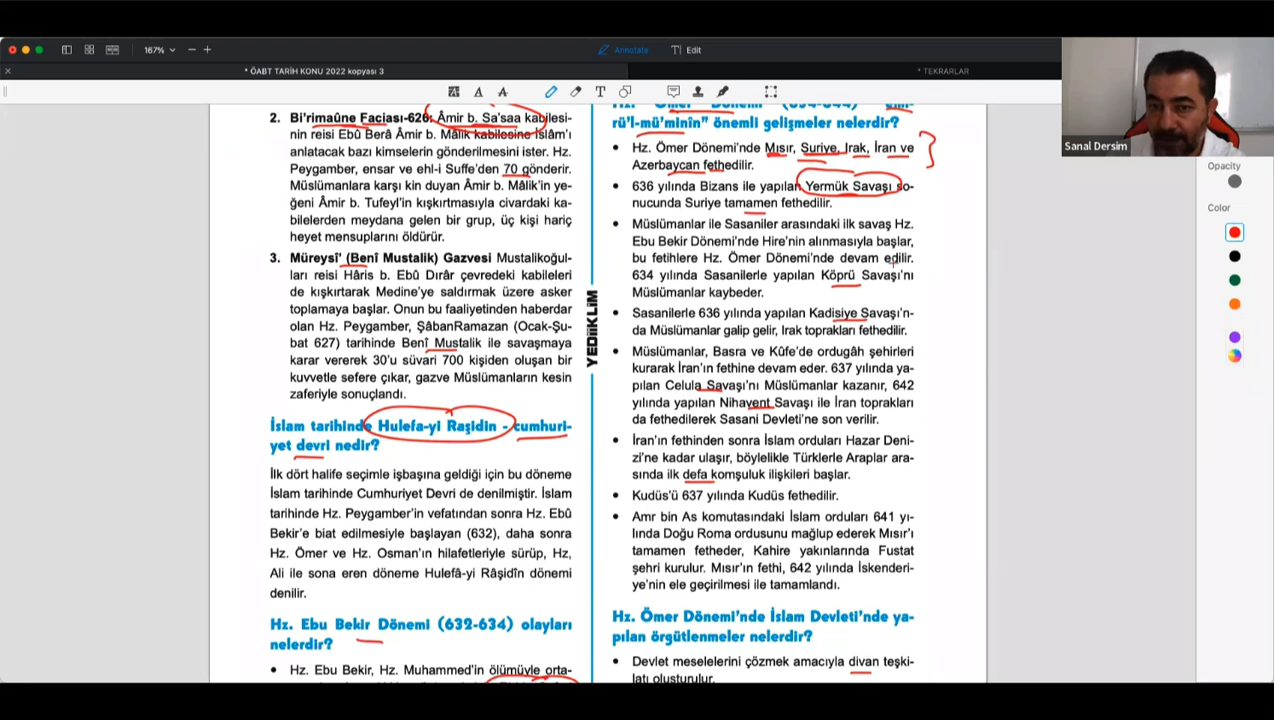 167%
Annotate
Edit
* ÖABT TARİH KONU 2022 kopyası 3
* TEKRARLAR
2. Bi'rimaûne Faciası-626: Âmir b. Sa'saa kabilesi-
nin reisi Ebû Berâ Âmir b. Mâlik kabilesine İslâm'ı
anlatacak bazı kimselerin gönderilmesini ister. Hz.
Peygamber, ensar ve ehl-i Suffe'den 70 gönderir.
Müslümanlara karşı kin duyan Âmir b. Mâlik'in ye-
ğeni Âmir b. Tufeyl'in kışkırtmasıyla civardaki ka-
bilelerden meydana gelen bir grup, üç kişi hariç
heyet mensuplarını öldürür.
3. Müreysî' (Benî Mustalik) Gazvesi Mustalikoğul-
ları reisi Hâris b. Ebû Dırâr çevredeki kabileleri
de kışkırtarak Medine'ye saldırmak üzere asker
toplamaya başlar. Onun bu faaliyetinden haberdar
olan Hz. Peygamber, ŞâbanRamazan (Ocak-Şu-
bat 627) tarihinde Benî Mustalik ile savaşmaya
karar vererek 30'u süvari 700 kişiden oluşan bir
kuvvetle sefere çıkar, gazve Müslümanların kesin
zaferiyle sonuçlandı.
İslam tarihinde Hulefa-yi Raşidin - cumhuri-
yet devri nedir?
İlk dört halife seçimle işbaşına geldiği için bu döneme
İslam tarihinde Cumhuriyet Devri de denilmiştir. İslam
tarihinde Hz. Peygamber'in vefatından sonra Hz. Ebû
Bekir'e biat edilmesiyle başlayan (632), daha sonra
Hz. Ömer ve Hz. Osman'ın hilafetleriyle sürüp, Hz,
Ali ile sona eren döneme Hulefâ-yi Râşidîn dönemi
denilir.
Hz. Ebu Bekir Dönemi (632-634) olayları
nelerdir?
• Hz. Ebu Bekir, Hz. Muhammed'in ölümüyle orta-
YEDİİKLİM
Hz. Ömer Dönemi (634-644) "emi-
rü'l-mü'minîn" önemli gelişmeler nelerdir?
• Hz. Ömer Dönemi'nde Mısır, Suriye, Irak, İran ve
Azerbaycan fethedilir.
• 636 yılında Bizans ile yapılan Yermük Savaşı so-
nucunda Suriye tamamen fethedilir.
• Müslümanlar ile Sasaniler arasındaki ilk savaş Hz.
Ebu Bekir Dönemi'nde Hire'nin alınmasıyla başlar,
bu fetihlere Hz. Ömer Dönemi'nde devam edilir.
634 yılında Sasanilerle yapılan Köprü Savaşı'nı
Müslümanlar kaybeder.
• Sasanilerle 636 yılında yapılan Kadisiye Savaşı'n-
da Müslümanlar galip gelir, Irak toprakları fethedilir.
• Müslümanlar, Basra ve Kûfe'de ordugâh şehirleri
kurarak İran'ın fethine devam eder. 637 yılında ya-
pılan Celula Savaşı'nı Müslümanlar kazanır, 642
yılında yapılan Nihavent Savaşı ile İran toprakları
da fethedilerek Sasani Devleti'ne son verilir.
• İran'ın fethinden sonra İslam orduları Hazar Deni-
zi'ne kadar ulaşır, böylelikle Türklerle Araplar ara-
sında ilk defa komşuluk ilişkileri başlar.
• Kudüs'ü 637 yılında Kudüs fethedilir.
• Amr bin As komutasındaki İslam orduları 641 yı-
lında Doğu Roma ordusunu mağlup ederek Mısır'ı
tamamen fetheder, Kahire yakınlarında Fustat
şehri kurulur. Mısır'ın fethi, 642 yılında İskenderi-
ye'nin ele geçirilmesi ile tamamlandı.
Hz. Ömer Dönemi'nde İslam Devleti'nde ya-
pılan örgütlenmeler nelerdir?
• Devlet meselelerini çözmek amacıyla divan teşki-
latı oluşturulur.
Sanal Dersim
Opacity
Color